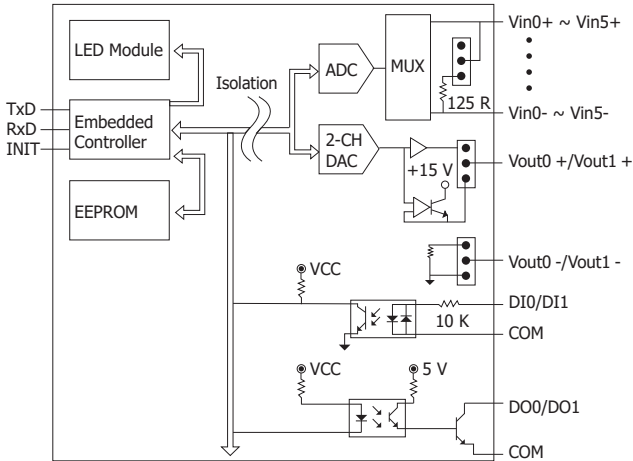 LED Module
Isolation
ADC
MUX
Vin0+ ~ Vin5+
125 R
Vin0- ~ Vin5-
TxD
RxD
INIT
Embedded
Controller
2-CH
DAC
+15 V
Vout0 +/Vout1 +
EEPROM
Vout0 -/Vout1 -
VCC
DI0/DI1
10 K
COM
VCC
5 V
DO0/DO1
COM